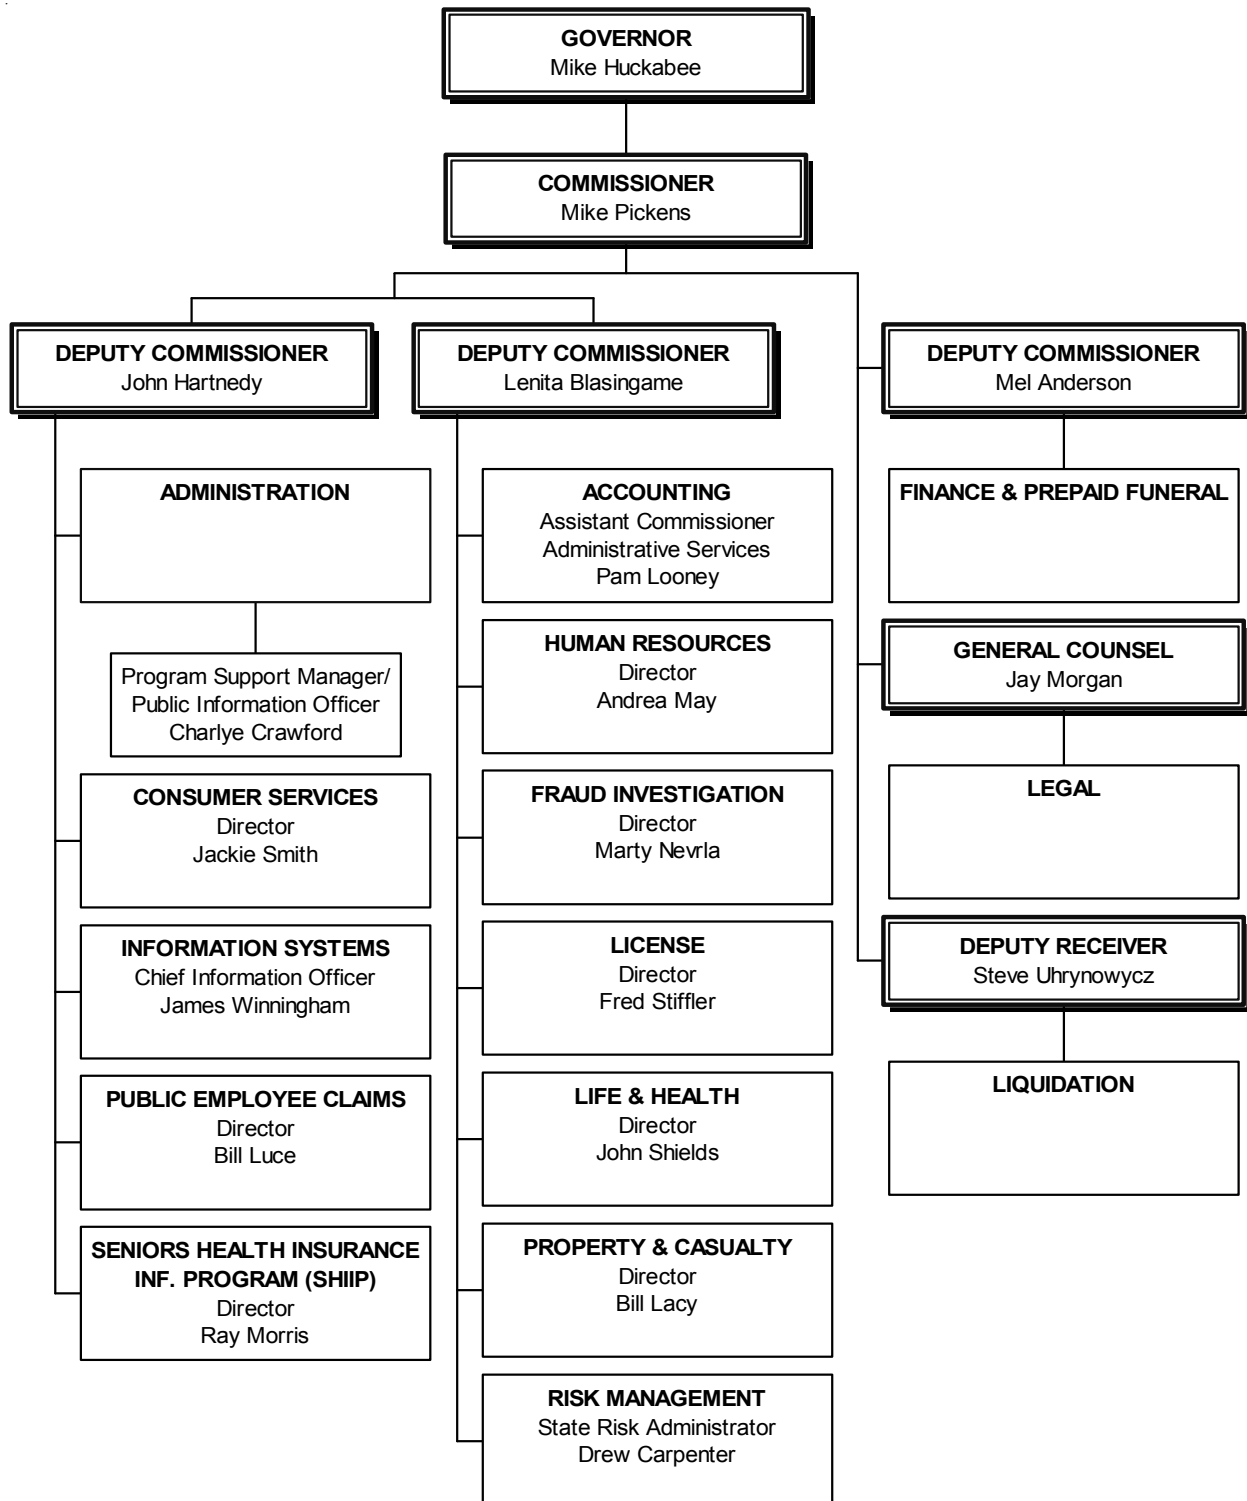 GOVERNOR
Mike Huckabee
COMMISSIONER
Mike Pickens
DEPUTY COMMISSIONER
John Hartnedy
ADMINISTRATION
Program Support Manager/
Public Information Officer
Charlye Crawford
CONSUMER SERVICES
Director
Jackie Smith
INFORMATION SYSTEMS
Chief Information Officer
James Winningham
PUBLIC EMPLOYEE CLAIMS
Director
Bill Luce
SENIORS HEALTH INSURANCE
INF. PROGRAM (SHIIP)
Director
Ray Morris
DEPUTY COMMISSIONER
Lenita Blasingame
ACCOUNTING
Assistant Commissioner
Administrative Services
Pam Looney
HUMAN RESOURCES
Director
Andrea May
FRAUD INVESTIGATION
Director
Marty Nevrla
LICENSE
Director
Fred Stiffler
LIFE & HEALTH
Director
John Shields
PROPERTY & CASUALTY
Director
Bill Lacy
RISK MANAGEMENT
State Risk Administrator
Drew Carpenter
DEPUTY COMMISSIONER
Mel Anderson
FINANCE & PREPAID FUNERAL
GENERAL COUNSEL
Jay Morgan
LEGAL
DEPUTY RECEIVER
Steve Uhrynowycz
LIQUIDATION